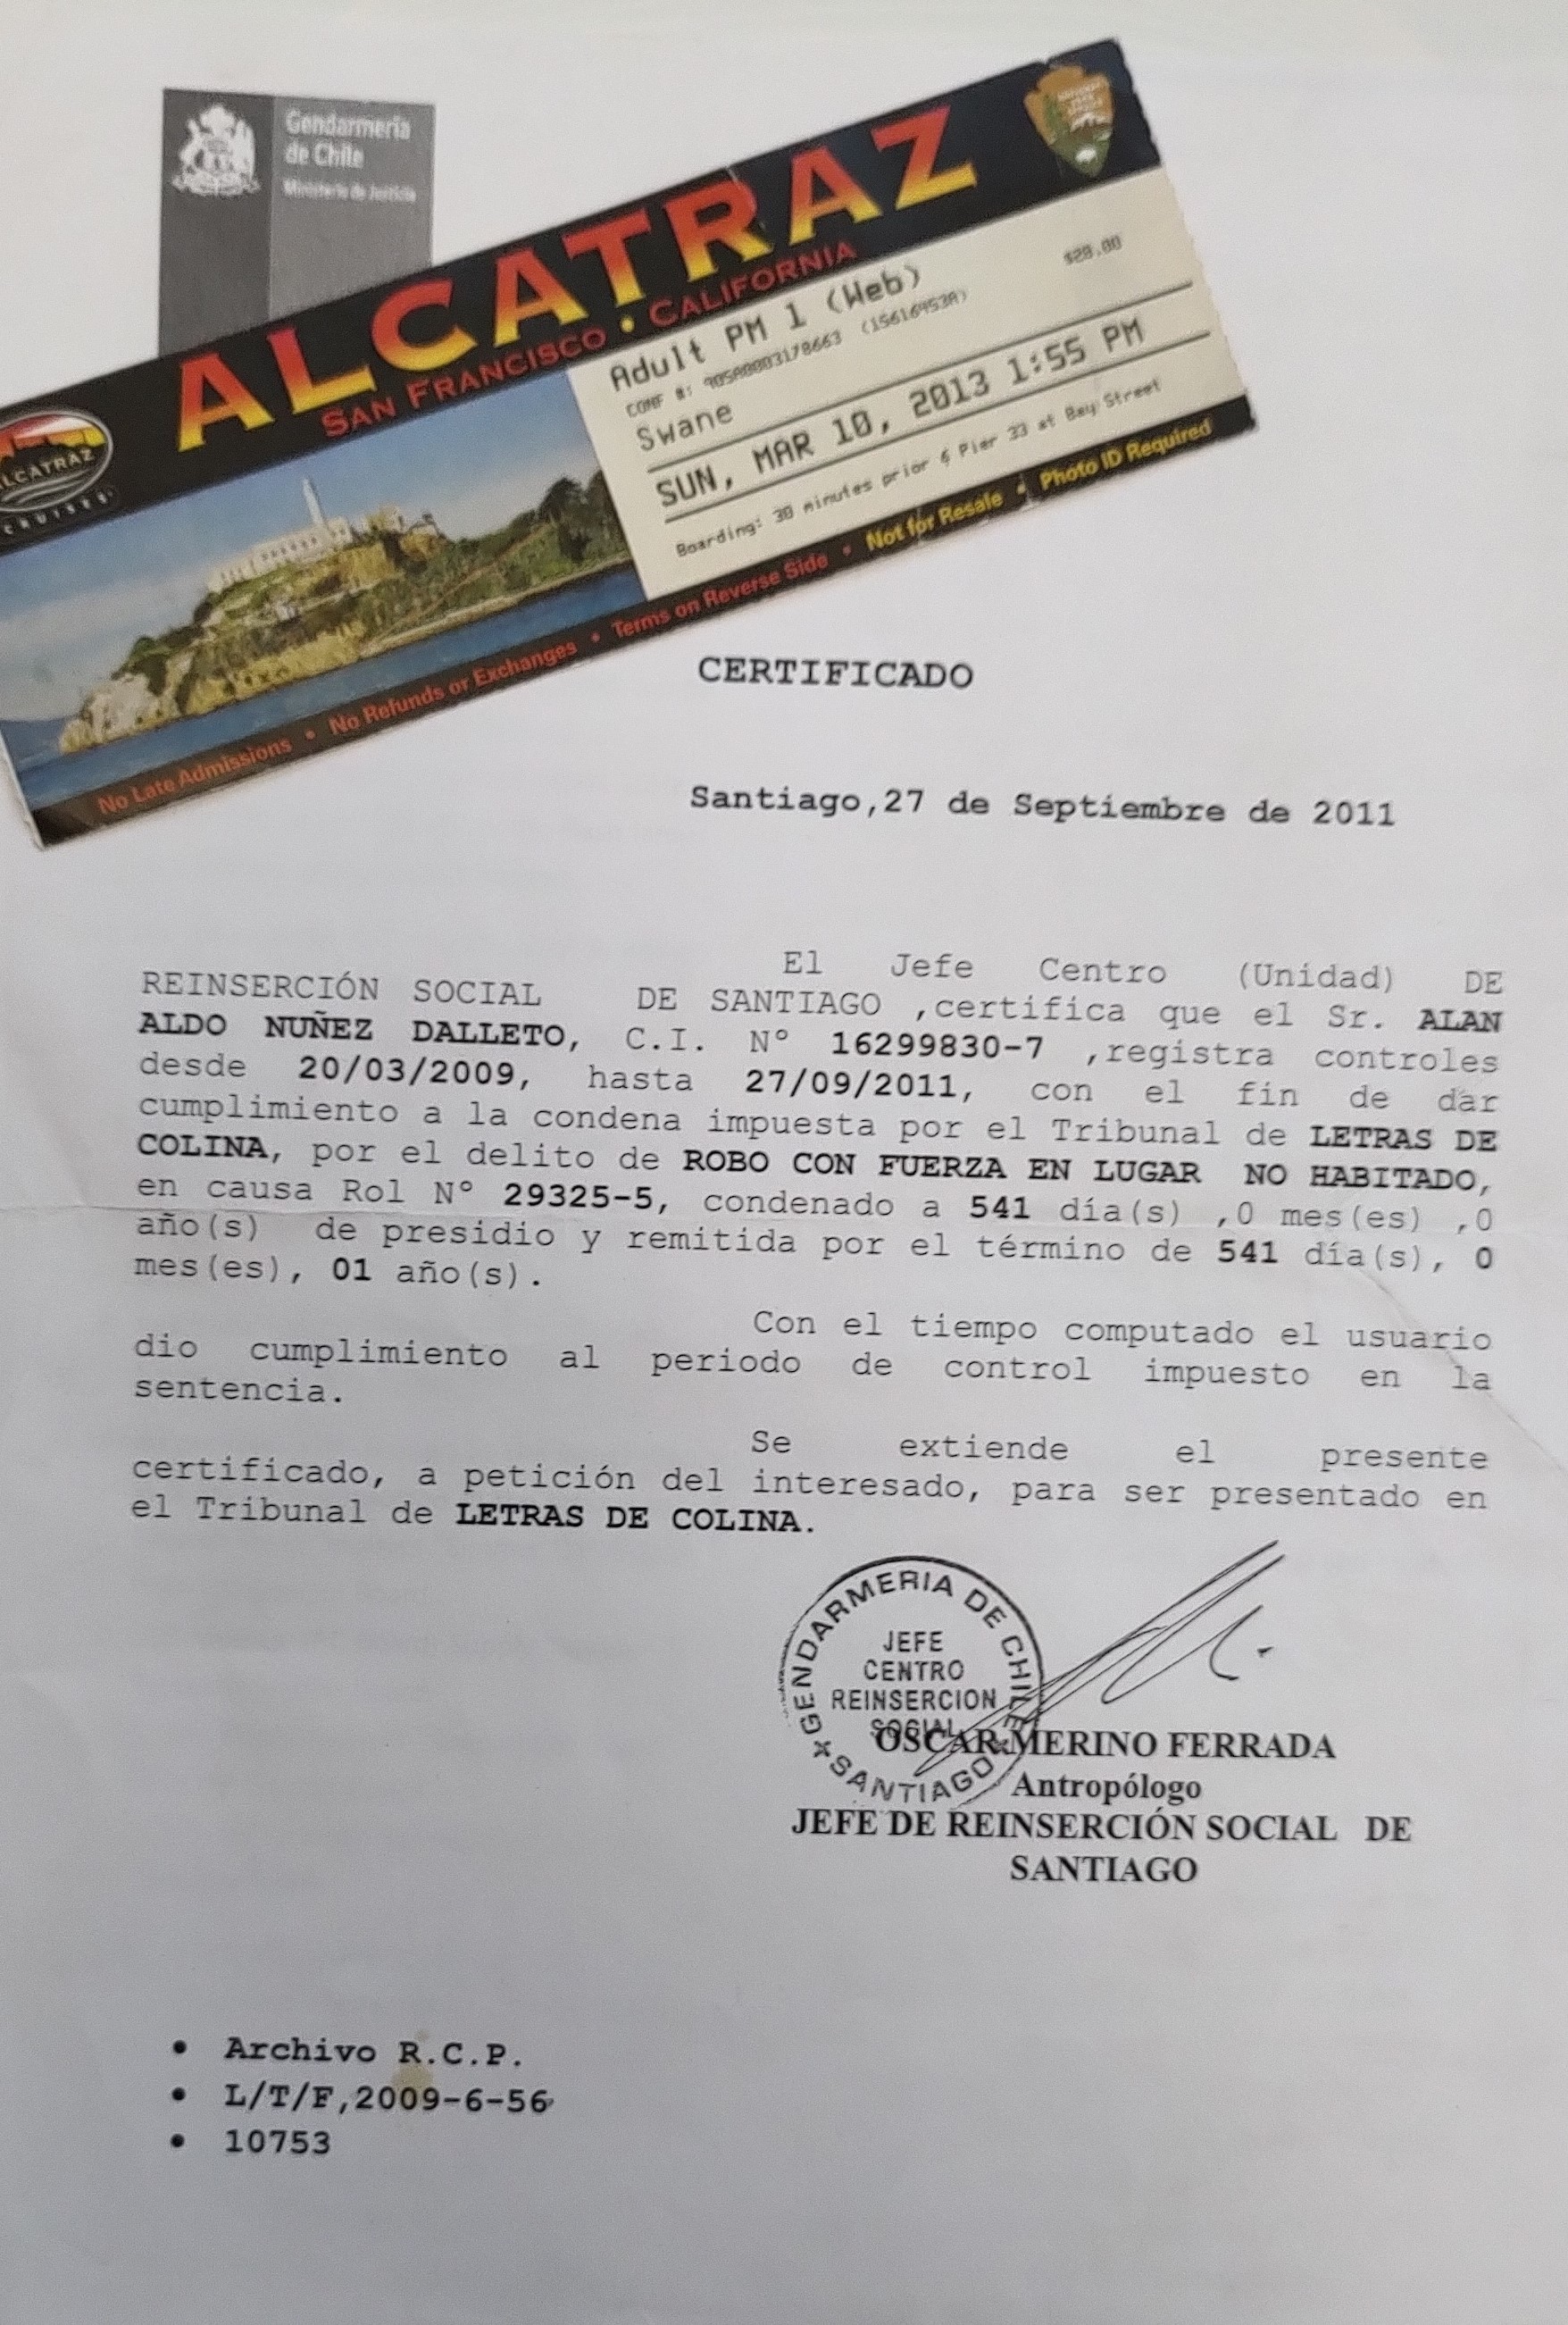 Gendarmería
de Chile
Ministerio de Justicia
ALCATRAZ
SAN FRANCISCO • CALIFORNIA
NATIONAL
PARK
SERVICE
ALCATRAZ
CRUISES
Adult PM 1 (Web)
$28.00
CONF #:
Swane
SUN, MAR 10, 2013 1:55 PM
Boarding: 30 minutes prior @ Pier 33 at Bay Street
No Late Admissions • No Refunds or Exchanges • Terms on Reverse Side • Not for Resale • Photo ID Required
CERTIFICADO
Santiago,27 de Septiembre de 2011
El Jefe Centro (Unidad) DE
REINSERCIÓN SOCIAL DE SANTIAGO ,certifica que el Sr. ALAN
ALDO NUÑEZ DALLETO, C.I. N° 16299830-7 ,registra controles
desde 20/03/2009, hasta 27/09/2011, con el fin de dar
cumplimiento a la condena impuesta por el Tribunal de LETRAS DE
COLINA, por el delito de ROBO CON FUERZA EN LUGAR NO HABITADO,
en causa Rol N° 29325-5, condenado a 541 día(s) ,0 mes(es) ,0
año(s) de presidio y remitida por el término de 541 día(s), 0
mes(es), 01 año(s).
Con el tiempo computado el usuario
dio cumplimiento al periodo de control impuesto en la
sentencia.
Se extiende el presente
certificado, a petición del interesado, para ser presentado en
el Tribunal de LETRAS DE COLINA.
GENDARMERIA DE CHILE
JEFE
CENTRO
REINSERCION
SOCIAL
SANTIAGO
OSCAR MERINO FERRADA
Antropólogo
JEFE DE REINSERCIÓN SOCIAL DE
SANTIAGO
• Archivo R.C.P.
• L/T/F,2009-6-56
• 10753